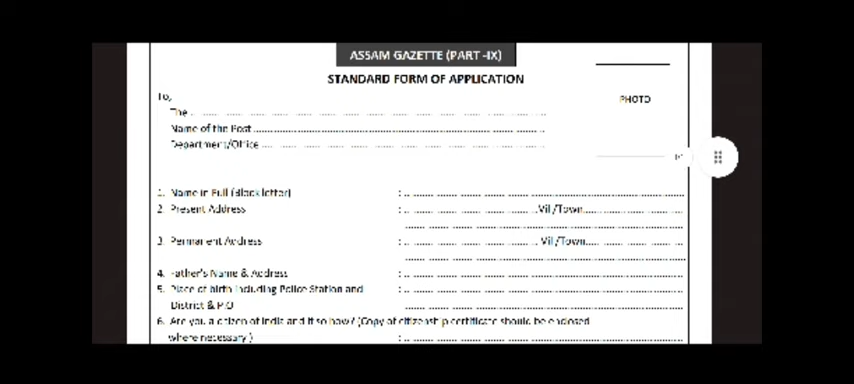 ASSAM GAZETTE (PART -IX)
STANDARD FORM OF APPLICATION
To,
PHOTO
The ..............................................................
Name of the Post ..............................................................
Department/Office ..............................................................
1. Name in Full (Block letter) : ..............................................................
2. Present Address : .............................. Vil/Town..............................
..............................................................
3. Permanent Address : .............................. Vil/Town..............................
..............................................................
4. Father's Name & Address : ..............................................................
5. Place of birth including Police Station and : ..............................................................
District & P.O ..............................................................
6. Are you a citizen of India and if so how? (Copy of citizenship certificate should be enclosed
where necessary) : ..............................................................